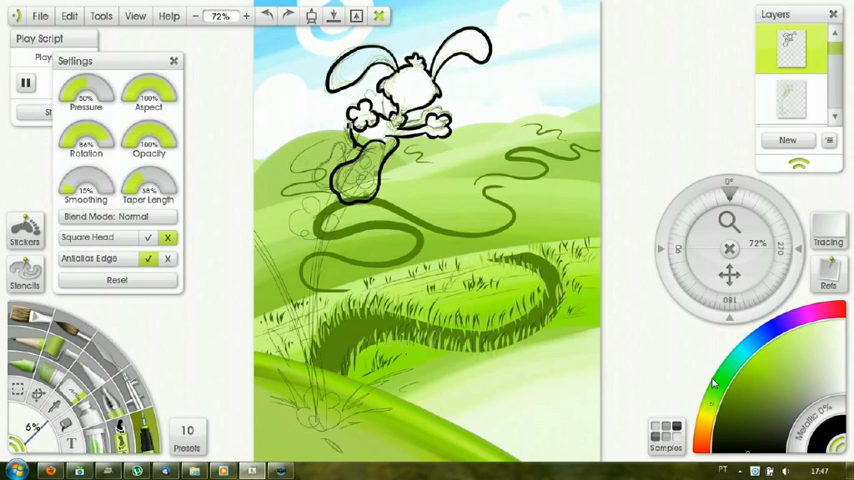 File Edit Tools View Help − 72% +
Play Script
Play
Settings
50% 100%
Pressure Aspect
86% 100%
Rotation Opacity
15% 38%
Smoothing Taper Length
Blend Mode: Normal
Square Head
Antialias Edge
Reset
Stickers
Stencils
6%
T
10
Presets
Layers
New
0°
90 72% 270
180
Tracing
Refs
Metallic 0%
Samples
PT 17:47